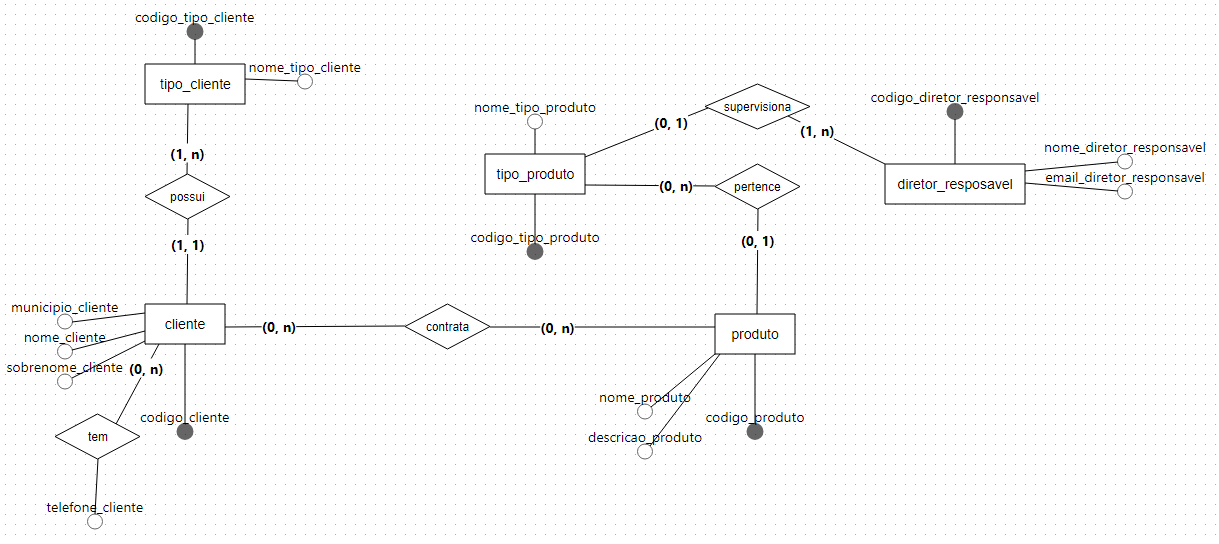 codigo_tipo_cliente
nome_tipo_cliente
tipo_cliente
(1, n)
possui
(1, 1)
nome_tipo_produto
tipo_produto
codigo_tipo_produto
(0, 1)
supervisiona
(1, n)
codigo_diretor_responsavel
nome_diretor_responsavel
email_diretor_responsavel
diretor_resposavel
(0, n)
pertence
(0, 1)
municipio_cliente
nome_cliente
sobrenome_cliente
cliente
(0, n)
contrata
(0, n)
produto
(0, n)
codigo_cliente
tem
telefone_cliente
nome_produto
descricao_produto
codigo_produto